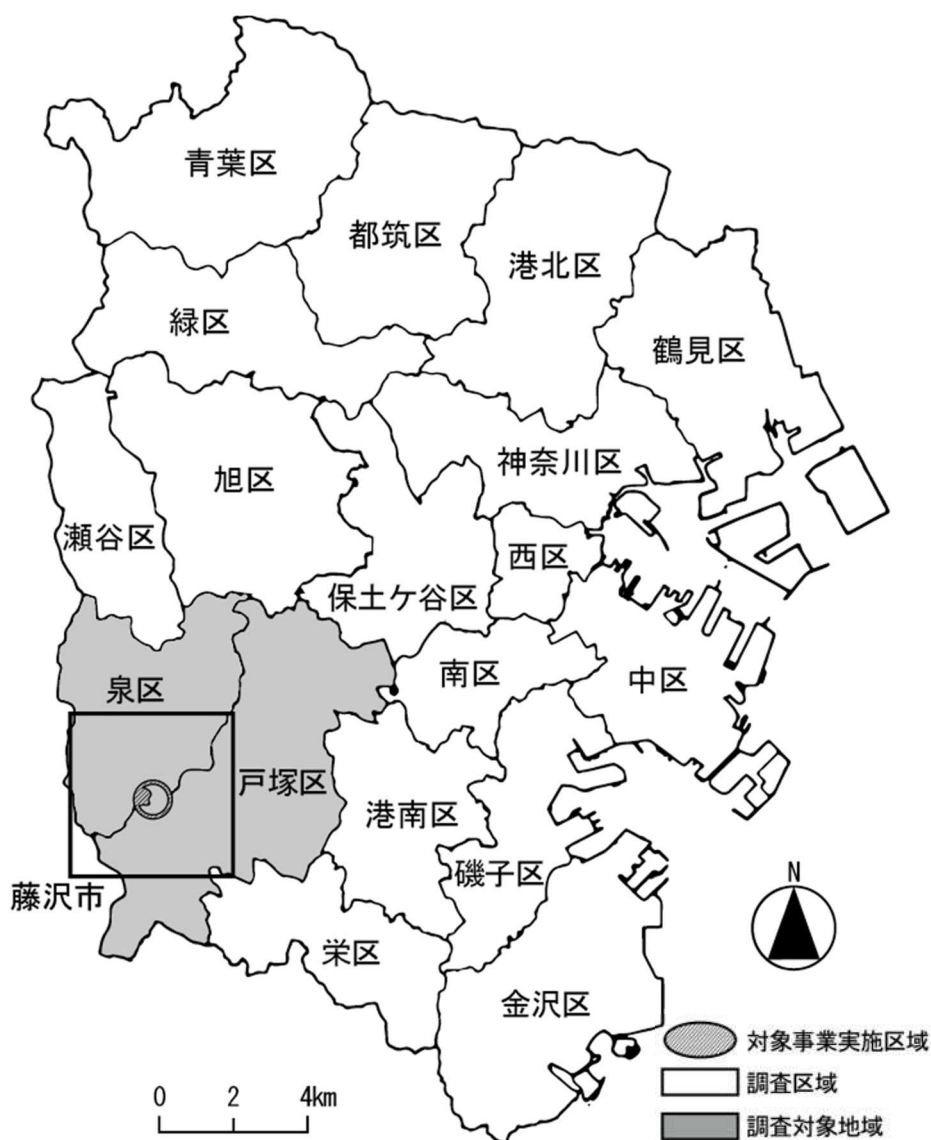 青葉区
都筑区
港北区
緑区
鶴見区
神奈川区
旭区
瀬谷区
西区
保土ケ谷区
南区
中区
泉区
戸塚区
港南区
磯子区
藤沢市
栄区
金沢区
N
対象事業実施区域
調査区域
調査対象地域
0 2 4km